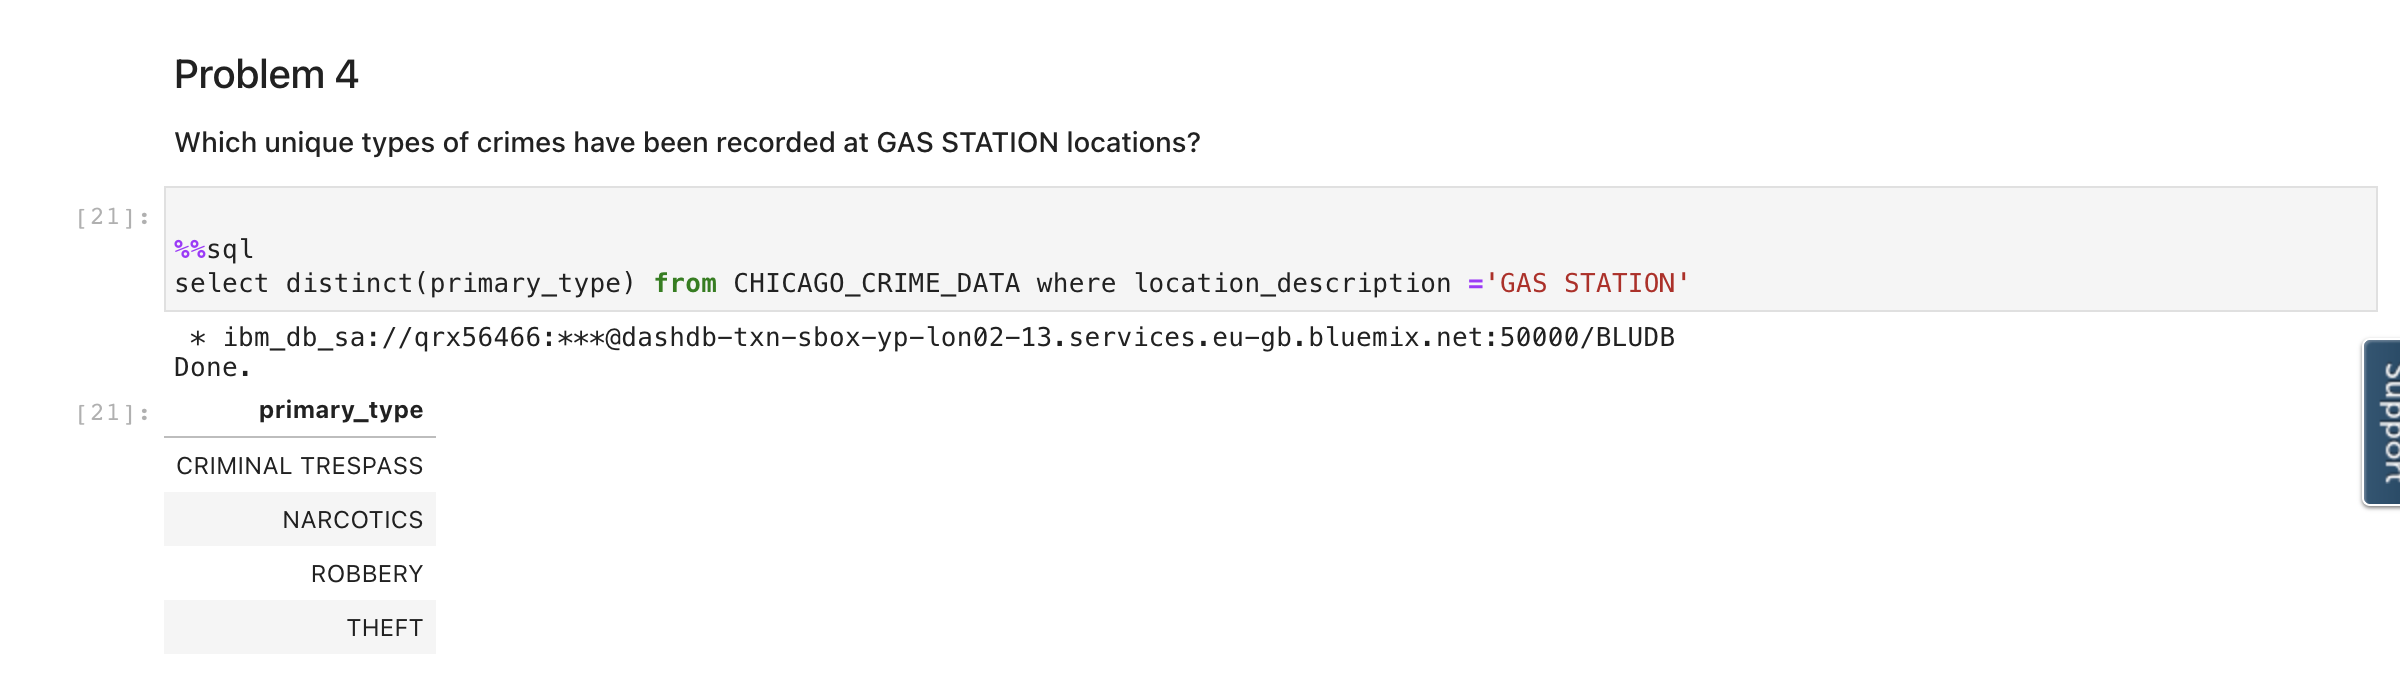 Problem 4
Which unique types of crimes have been recorded at GAS STATION locations?
[21]:
%%sql
select distinct(primary_type) from CHICAGO_CRIME_DATA where location_description ='GAS STATION'
* ibm_db_sa://qrx56466:***@dashdb-txn-sbox-yp-lon02-13.services.eu-gb.bluemix.net:50000/BLUDB
Done.
[21]:
primary_type
CRIMINAL TRESPASS
NARCOTICS
ROBBERY
THEFT
Support